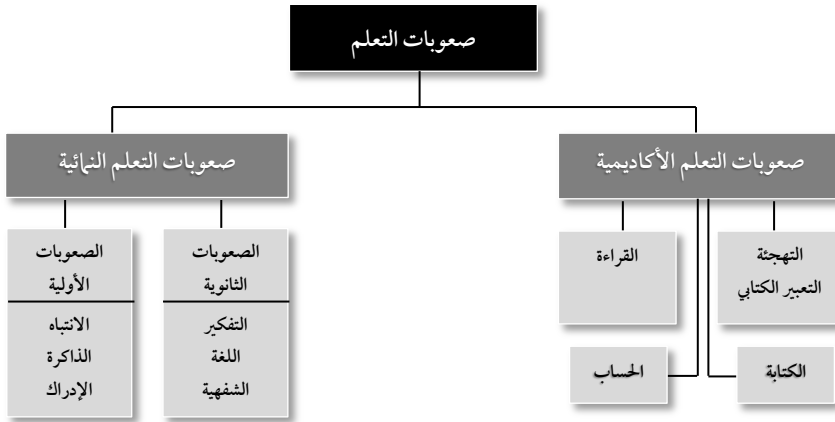 صعوبات التعلم
صعوبات التعلم الأكاديمية
صعوبات التعلم النمائية
التهجئة
التعبير الكتابي
القراءة
الكتابة
الحساب
الصعوبات
الثانوية
التفكير
اللغة
الشفهية
الصعوبات
الأولية
الانتباه
الذاكرة
الإدراك